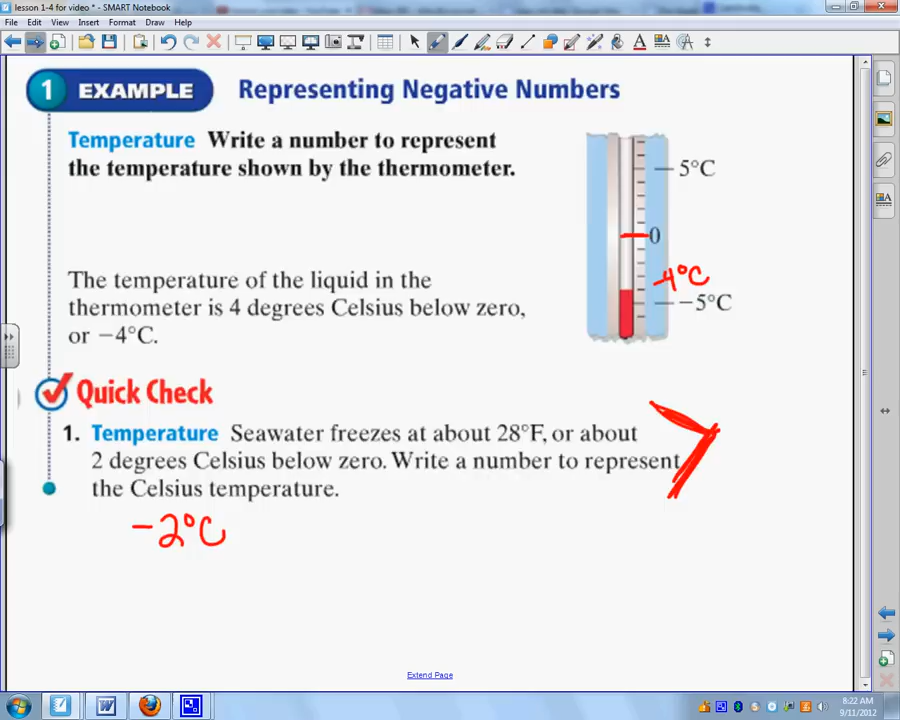 lesson 1-4 for video * - SMART Notebook
File Edit View Insert Format Draw Help
1 EXAMPLE Representing Negative Numbers
Temperature Write a number to represent
the temperature shown by the thermometer.
5°C
0
-4°C
−5°C
The temperature of the liquid in the
thermometer is 4 degrees Celsius below zero,
or −4°C.
Quick Check
1. Temperature Seawater freezes at about 28°F, or about
2 degrees Celsius below zero. Write a number to represent
the Celsius temperature.
-2°C
Extend Page
8:22 AM
9/11/2012